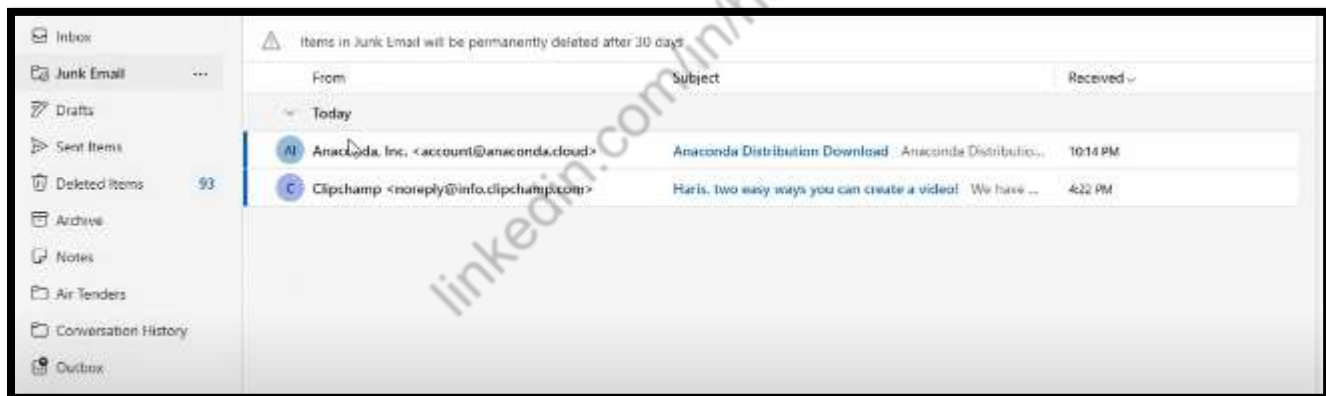 Inbox
Junk Email ...
Drafts
Sent Items
Deleted Items 93
Archive
Notes
Air Tenders
Conversation History
Outbox
Items in Junk Email will be permanently deleted after 30 days
From Subject Received
Today
AI Anaconda, Inc. <account@anaconda.cloud> Anaconda Distribution Download Anaconda Distributio... 10:14 PM
C Clipchamp <noreply@info.clipchamp.com> Haris, two easy ways you can create a video! We have ... 4:22 PM
linkedin.com/in/